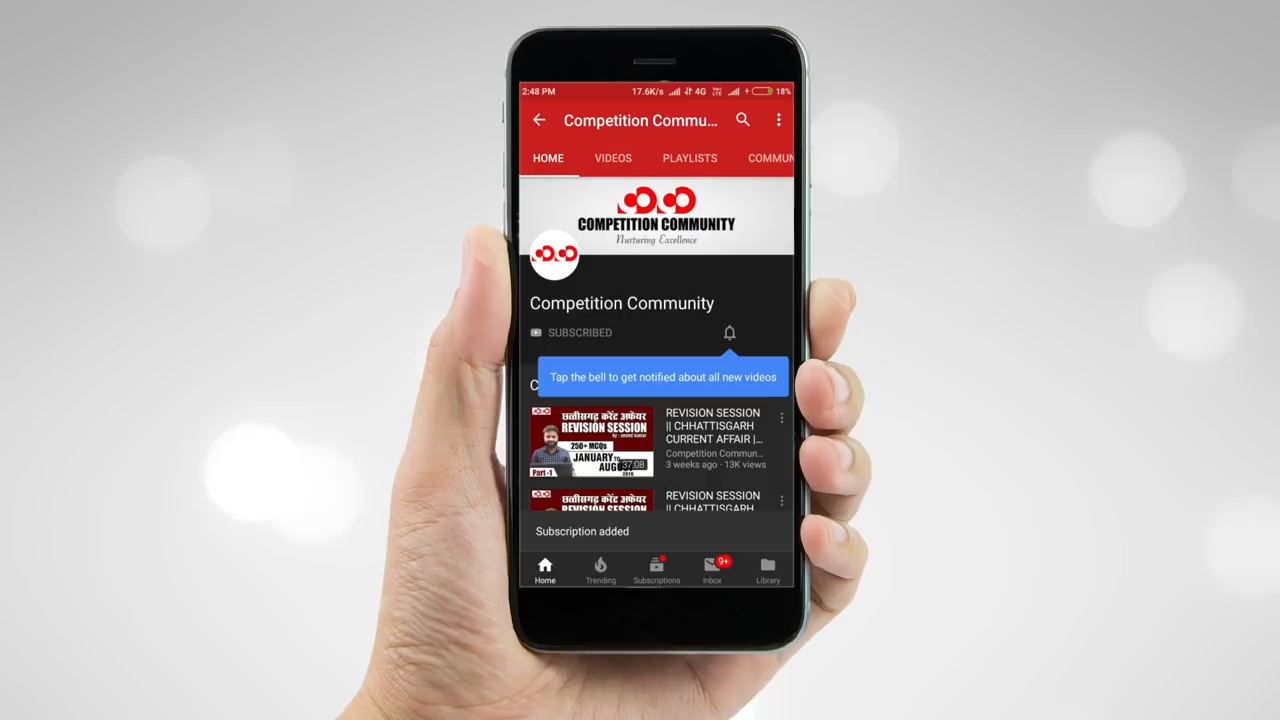 2:48 PM
17.6K/s
4G
VoLTE
18%
Competition Commu...
HOME
VIDEOS
PLAYLISTS
COMMUN
COMPETITION COMMUNITY
Nurturing Excellence
Competition Community
SUBSCRIBED
Tap the bell to get notified about all new videos
C
छत्तीसगढ़ करेंट अफेयर
REVISION SESSION
250+ MCQs
JANUARY TO
Part -1
37:08
REVISION SESSION
|| CHHATTISGARH
CURRENT AFFAIR |...
Competition Commun...
3 weeks ago · 13K views
छत्तीसगढ़ करेंट अफेयर
REVISION SESSION
REVISION SESSION
|| CHHATTISGARH
Subscription added
Home
Trending
Subscriptions
9+
Inbox
Library